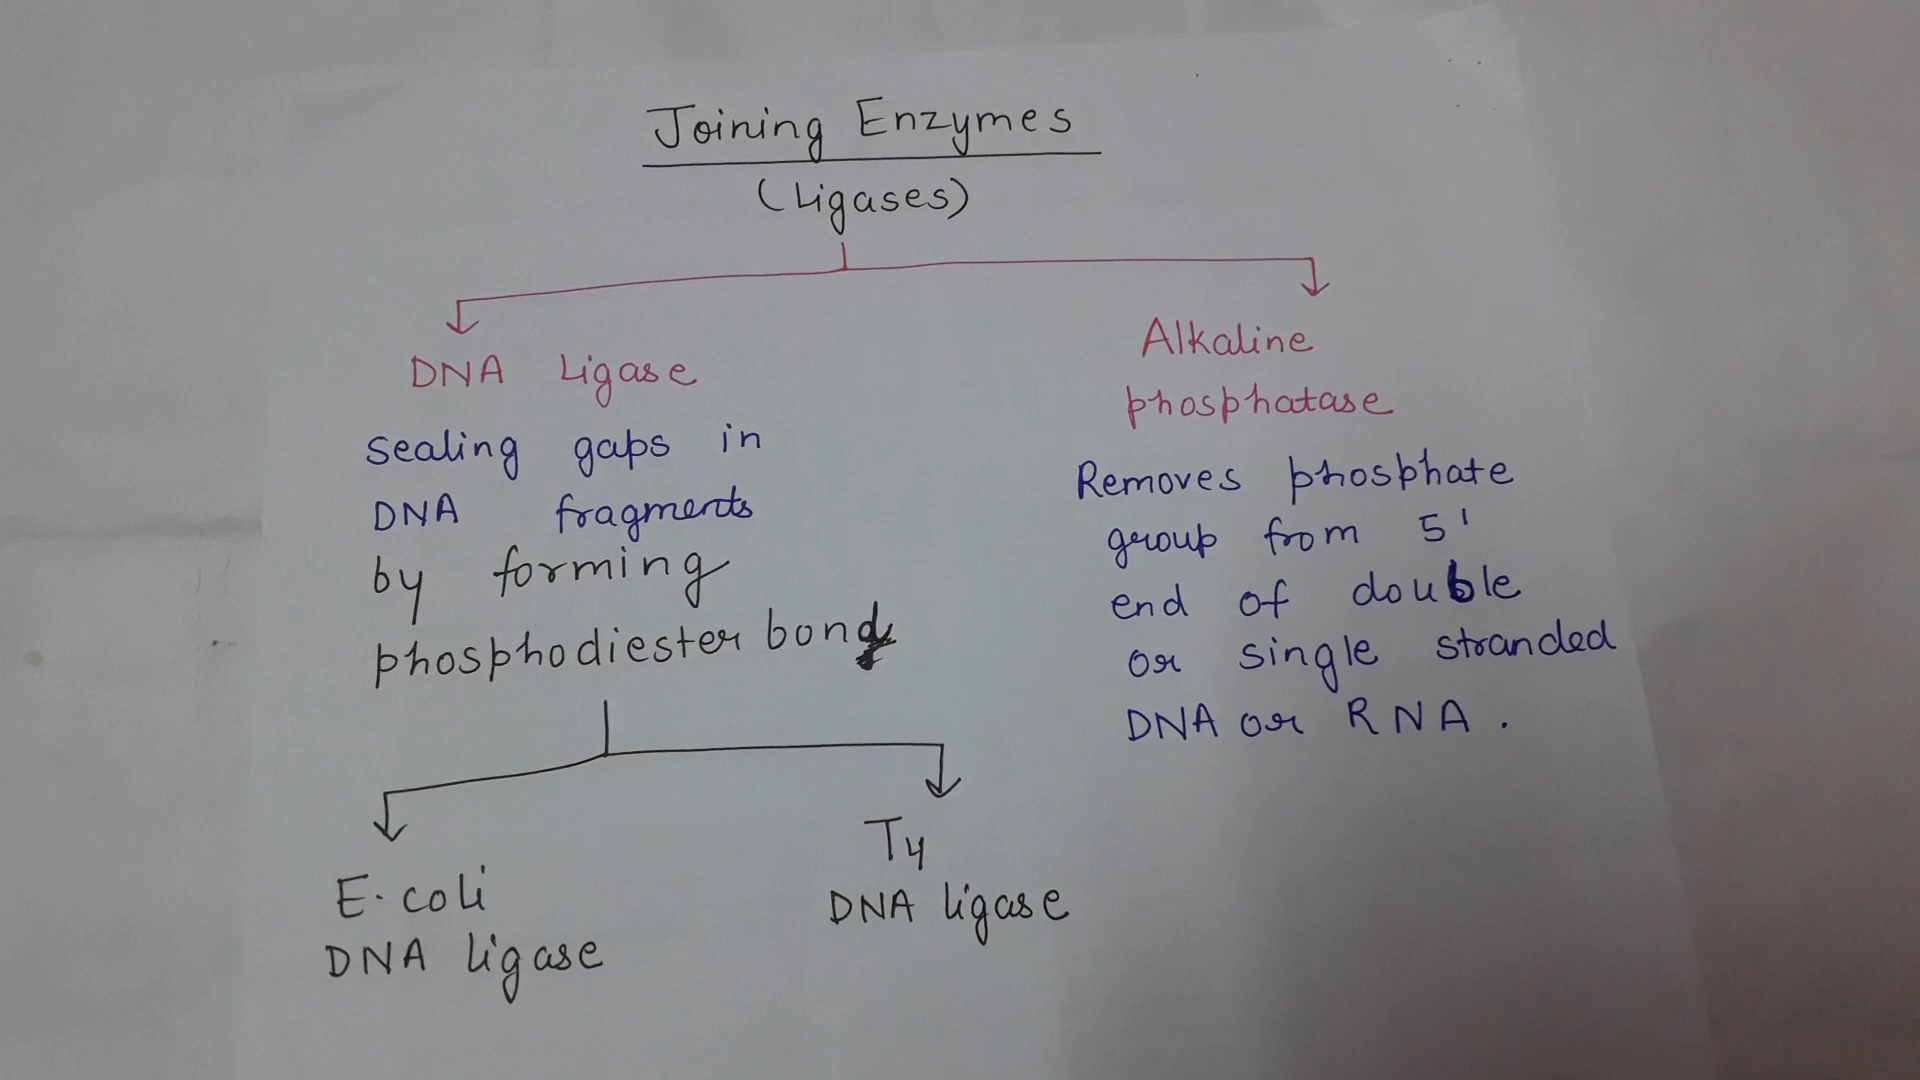 Joining Enzymes
(Ligases)
DNA Ligase
sealing gaps in
DNA fragments
by forming
phosphodiester bond
E. coli
DNA ligase
T4
DNA ligase
Alkaline
phosphatase
Removes phosphate
group from 5'
end of double
or single stranded
DNA or RNA.